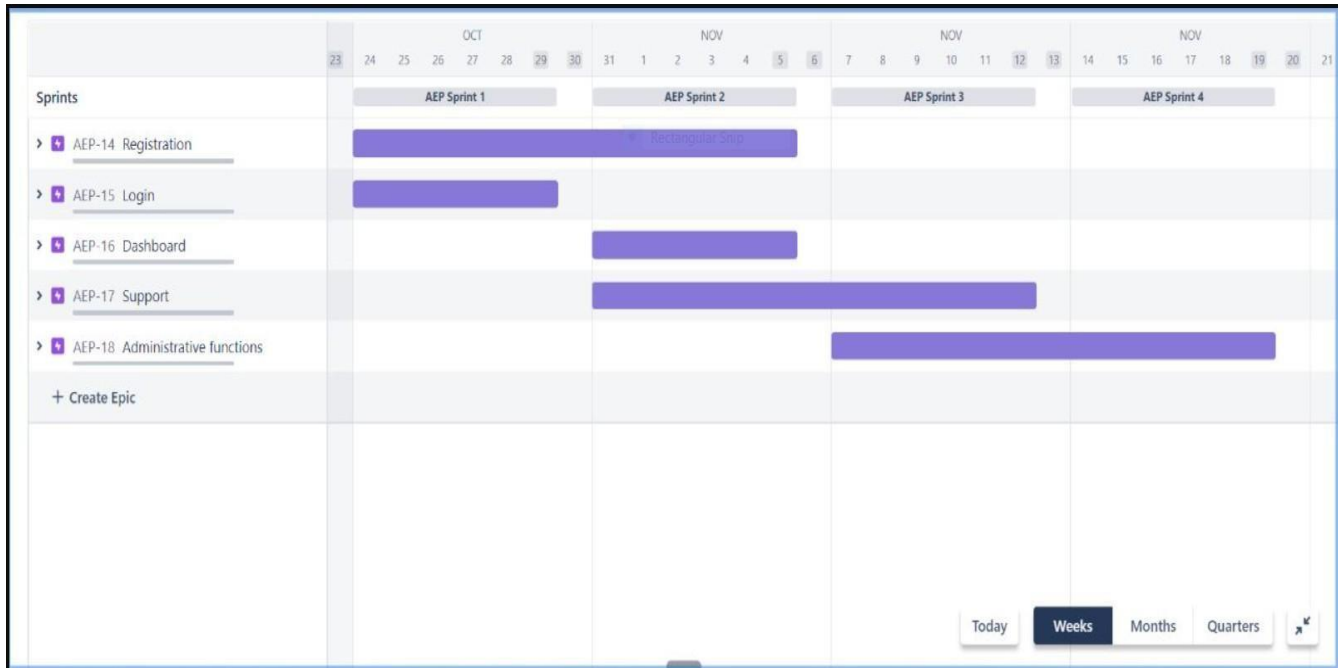 OCT NOV NOV NOV
23 24 25 26 27 28 29 30 31 1 2 3 4 5 6 7 8 9 10 11 12 13 14 15 16 17 18 19 20 21
Sprints AEP Sprint 1 AEP Sprint 2 AEP Sprint 3 AEP Sprint 4
AEP-14 Registration Rectangular Snip
AEP-15 Login
AEP-16 Dashboard
AEP-17 Support
AEP-18 Administrative functions
+ Create Epic
Today Weeks Months Quarters